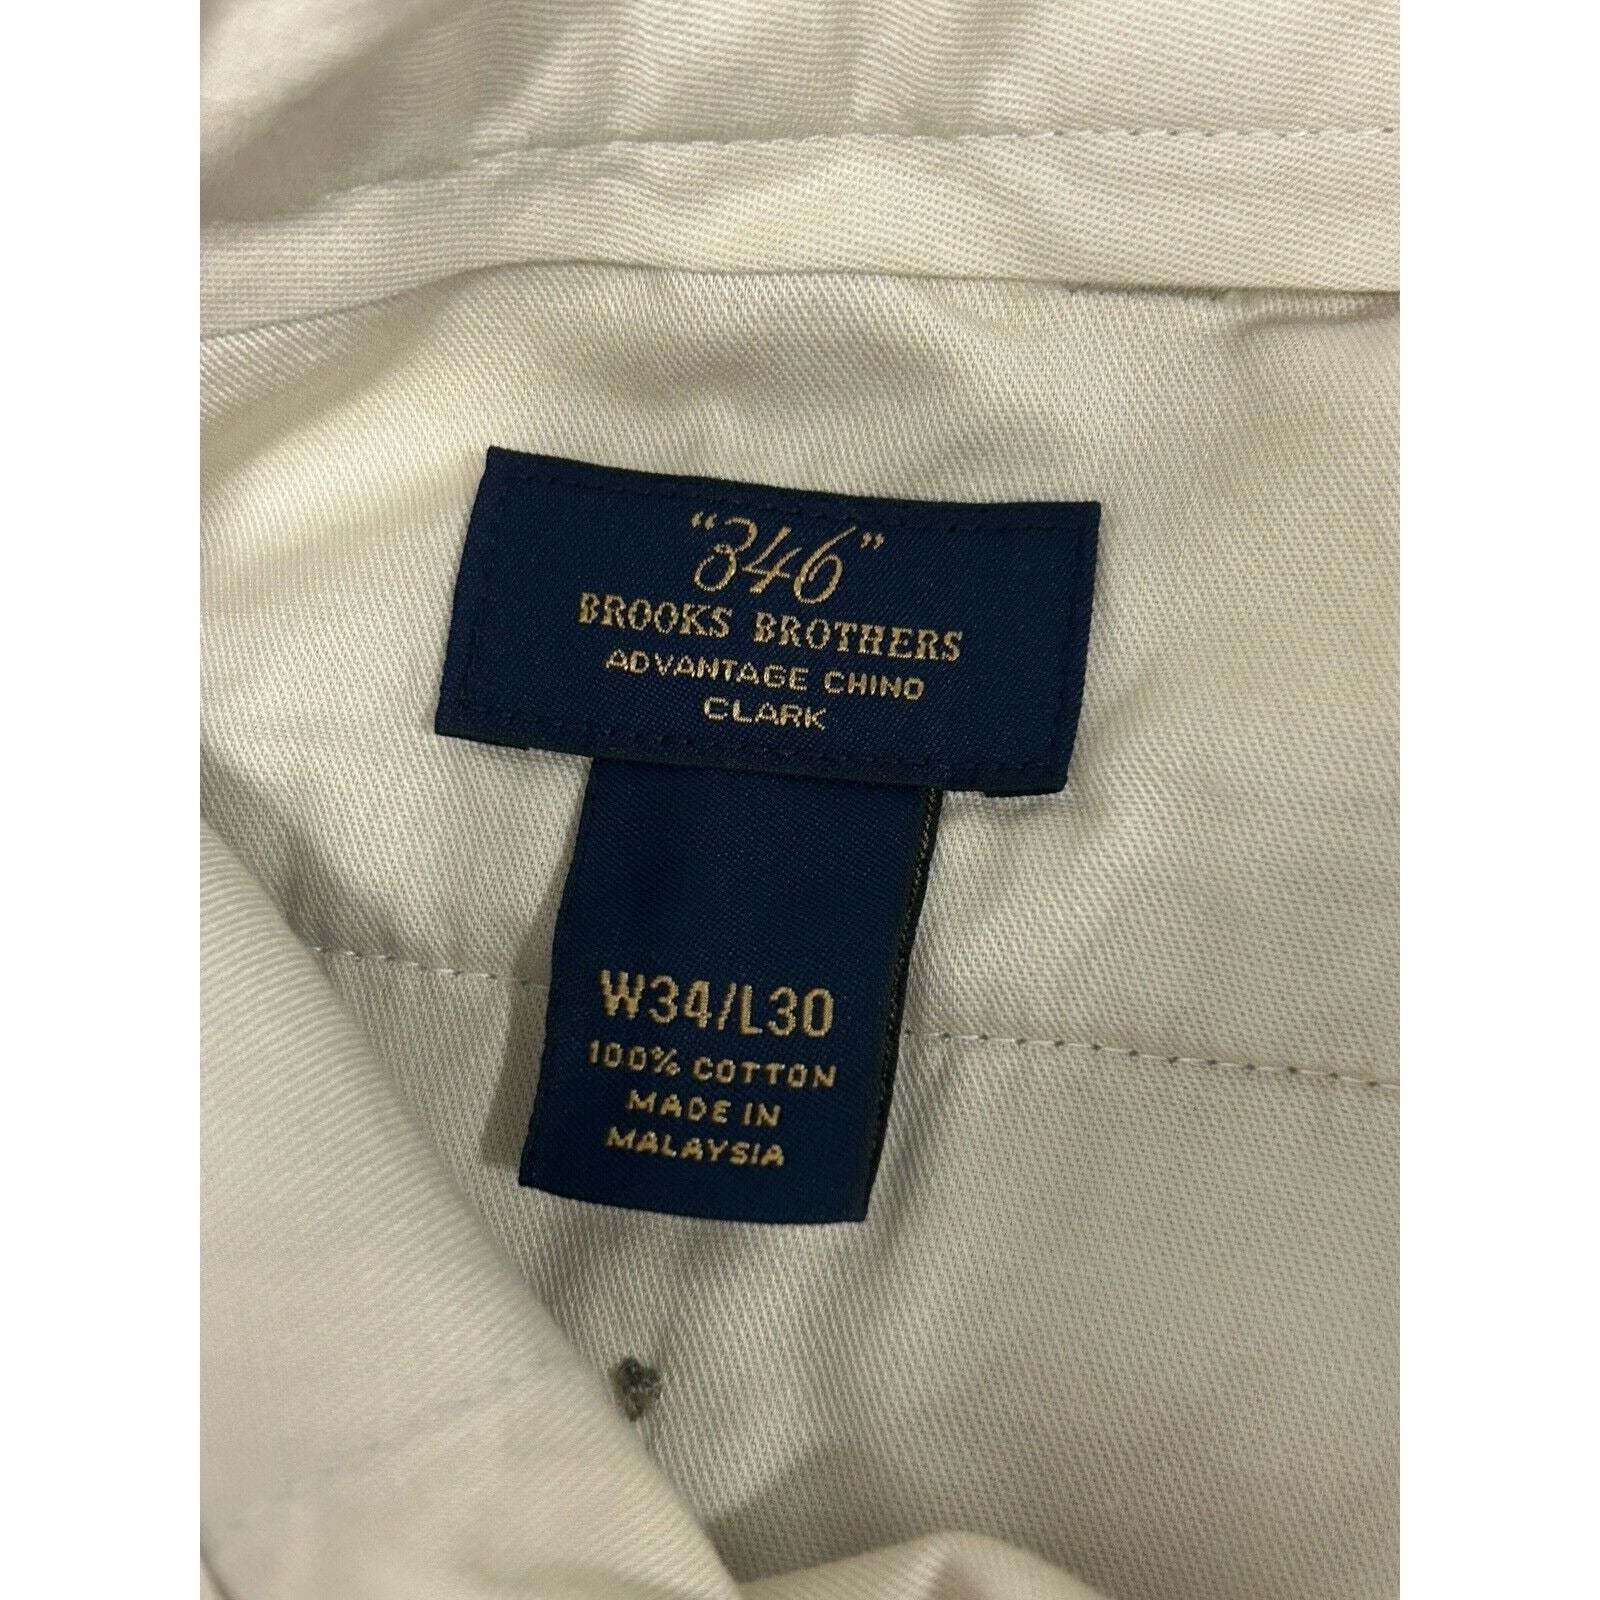 "346"
BROOKS BROTHERS
ADVANTAGE CHINO
CLARK
W34/L30
100% COTTON
MADE IN
MALAYSIA